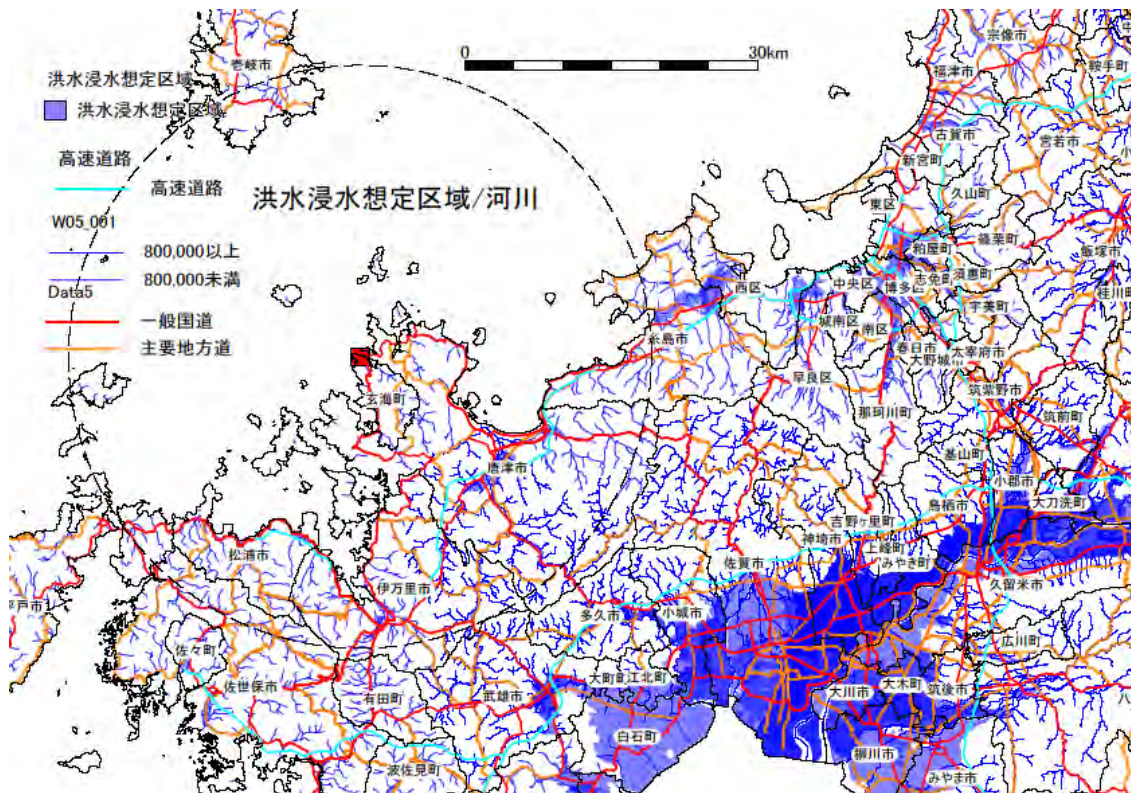 0 30km
宗像市
壱岐市
福津市
鞍手町
洪水浸水想定区域
洪水浸水想定区域
古賀市
宮若市
高速道路
新宮町
高速道路
洪水浸水想定区域/河川
久山町
東区
W05_001
篠栗町
粕屋町
800,000以上
飯塚市
須恵町
志免町
800,000未満
西区
中央区
博多区
桂川町
Data5
宇美町
一般国道
城南区
南区
糸島市
春日市
太宰府市
主要地方道
大野城市
早良区
筑紫野市
玄海町
那珂川町
筑前町
基山町
唐津市
小郡市
鳥栖市
大刀洗町
吉野ヶ里町
神埼市
上峰町
松浦市
佐賀市
みやき町
久留米市
伊万里市
平戸市
多久市
小城市
広川町
佐々町
大町町
江北町
佐世保市
有田町
武雄市
大川市
大木町
筑後市
白石町
柳川市
波佐見町
みやま市